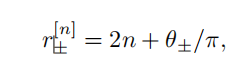 r_±^{[n]} = 2n + θ_±/π,